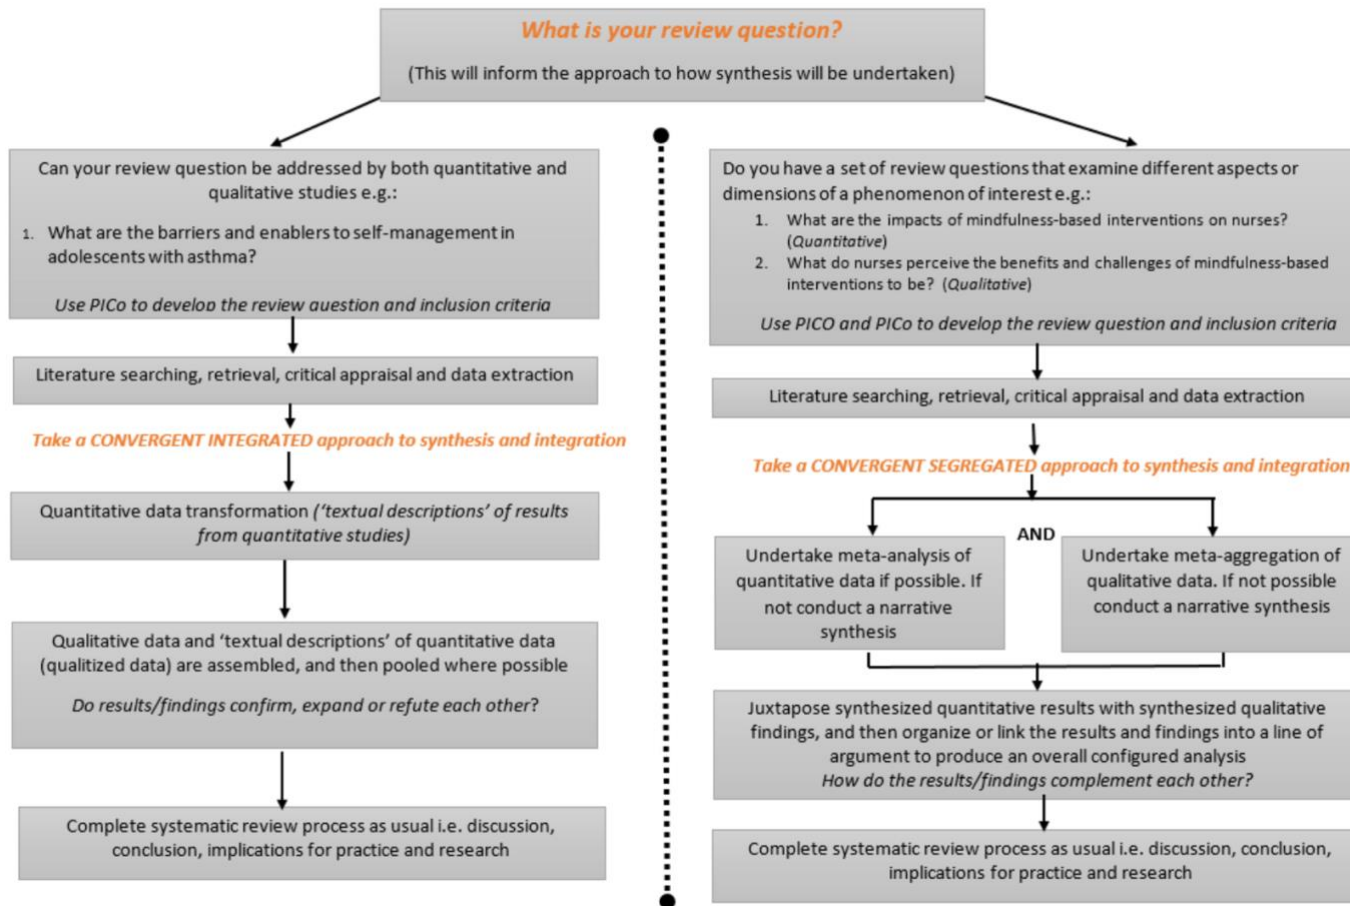 What is your review question?
(This will inform the approach to how synthesis will be undertaken)
Can your review question be addressed by both quantitative and
qualitative studies e.g.:
1. What are the barriers and enablers to self-management in
adolescents with asthma?
Use PICo to develop the review question and inclusion criteria
Literature searching, retrieval, critical appraisal and data extraction
Take a CONVERGENT INTEGRATED approach to synthesis and integration
Quantitative data transformation (‘textual descriptions’ of results
from quantitative studies)
Qualitative data and ‘textual descriptions’ of quantitative data
(qualitized data) are assembled, and then pooled where possible
Do results/findings confirm, expand or refute each other?
Complete systematic review process as usual i.e. discussion,
conclusion, implications for practice and research
Do you have a set of review questions that examine different aspects or
dimensions of a phenomenon of interest e.g.:
1. What are the impacts of mindfulness-based interventions on nurses?
(Quantitative)
2. What do nurses perceive the benefits and challenges of mindfulness-based
interventions to be? (Qualitative)
Use PICO and PICo to develop the review question and inclusion criteria
Literature searching, retrieval, critical appraisal and data extraction
Take a CONVERGENT SEGREGATED approach to synthesis and integration
AND
Undertake meta-analysis of
quantitative data if possible. If
not conduct a narrative
synthesis
Undertake meta-aggregation of
qualitative data. If not possible
conduct a narrative synthesis
Juxtapose synthesized quantitative results with synthesized qualitative
findings, and then organize or link the results and findings into a line of
argument to produce an overall configured analysis
How do the results/findings complement each other?
Complete systematic review process as usual i.e. discussion, conclusion,
implications for practice and research